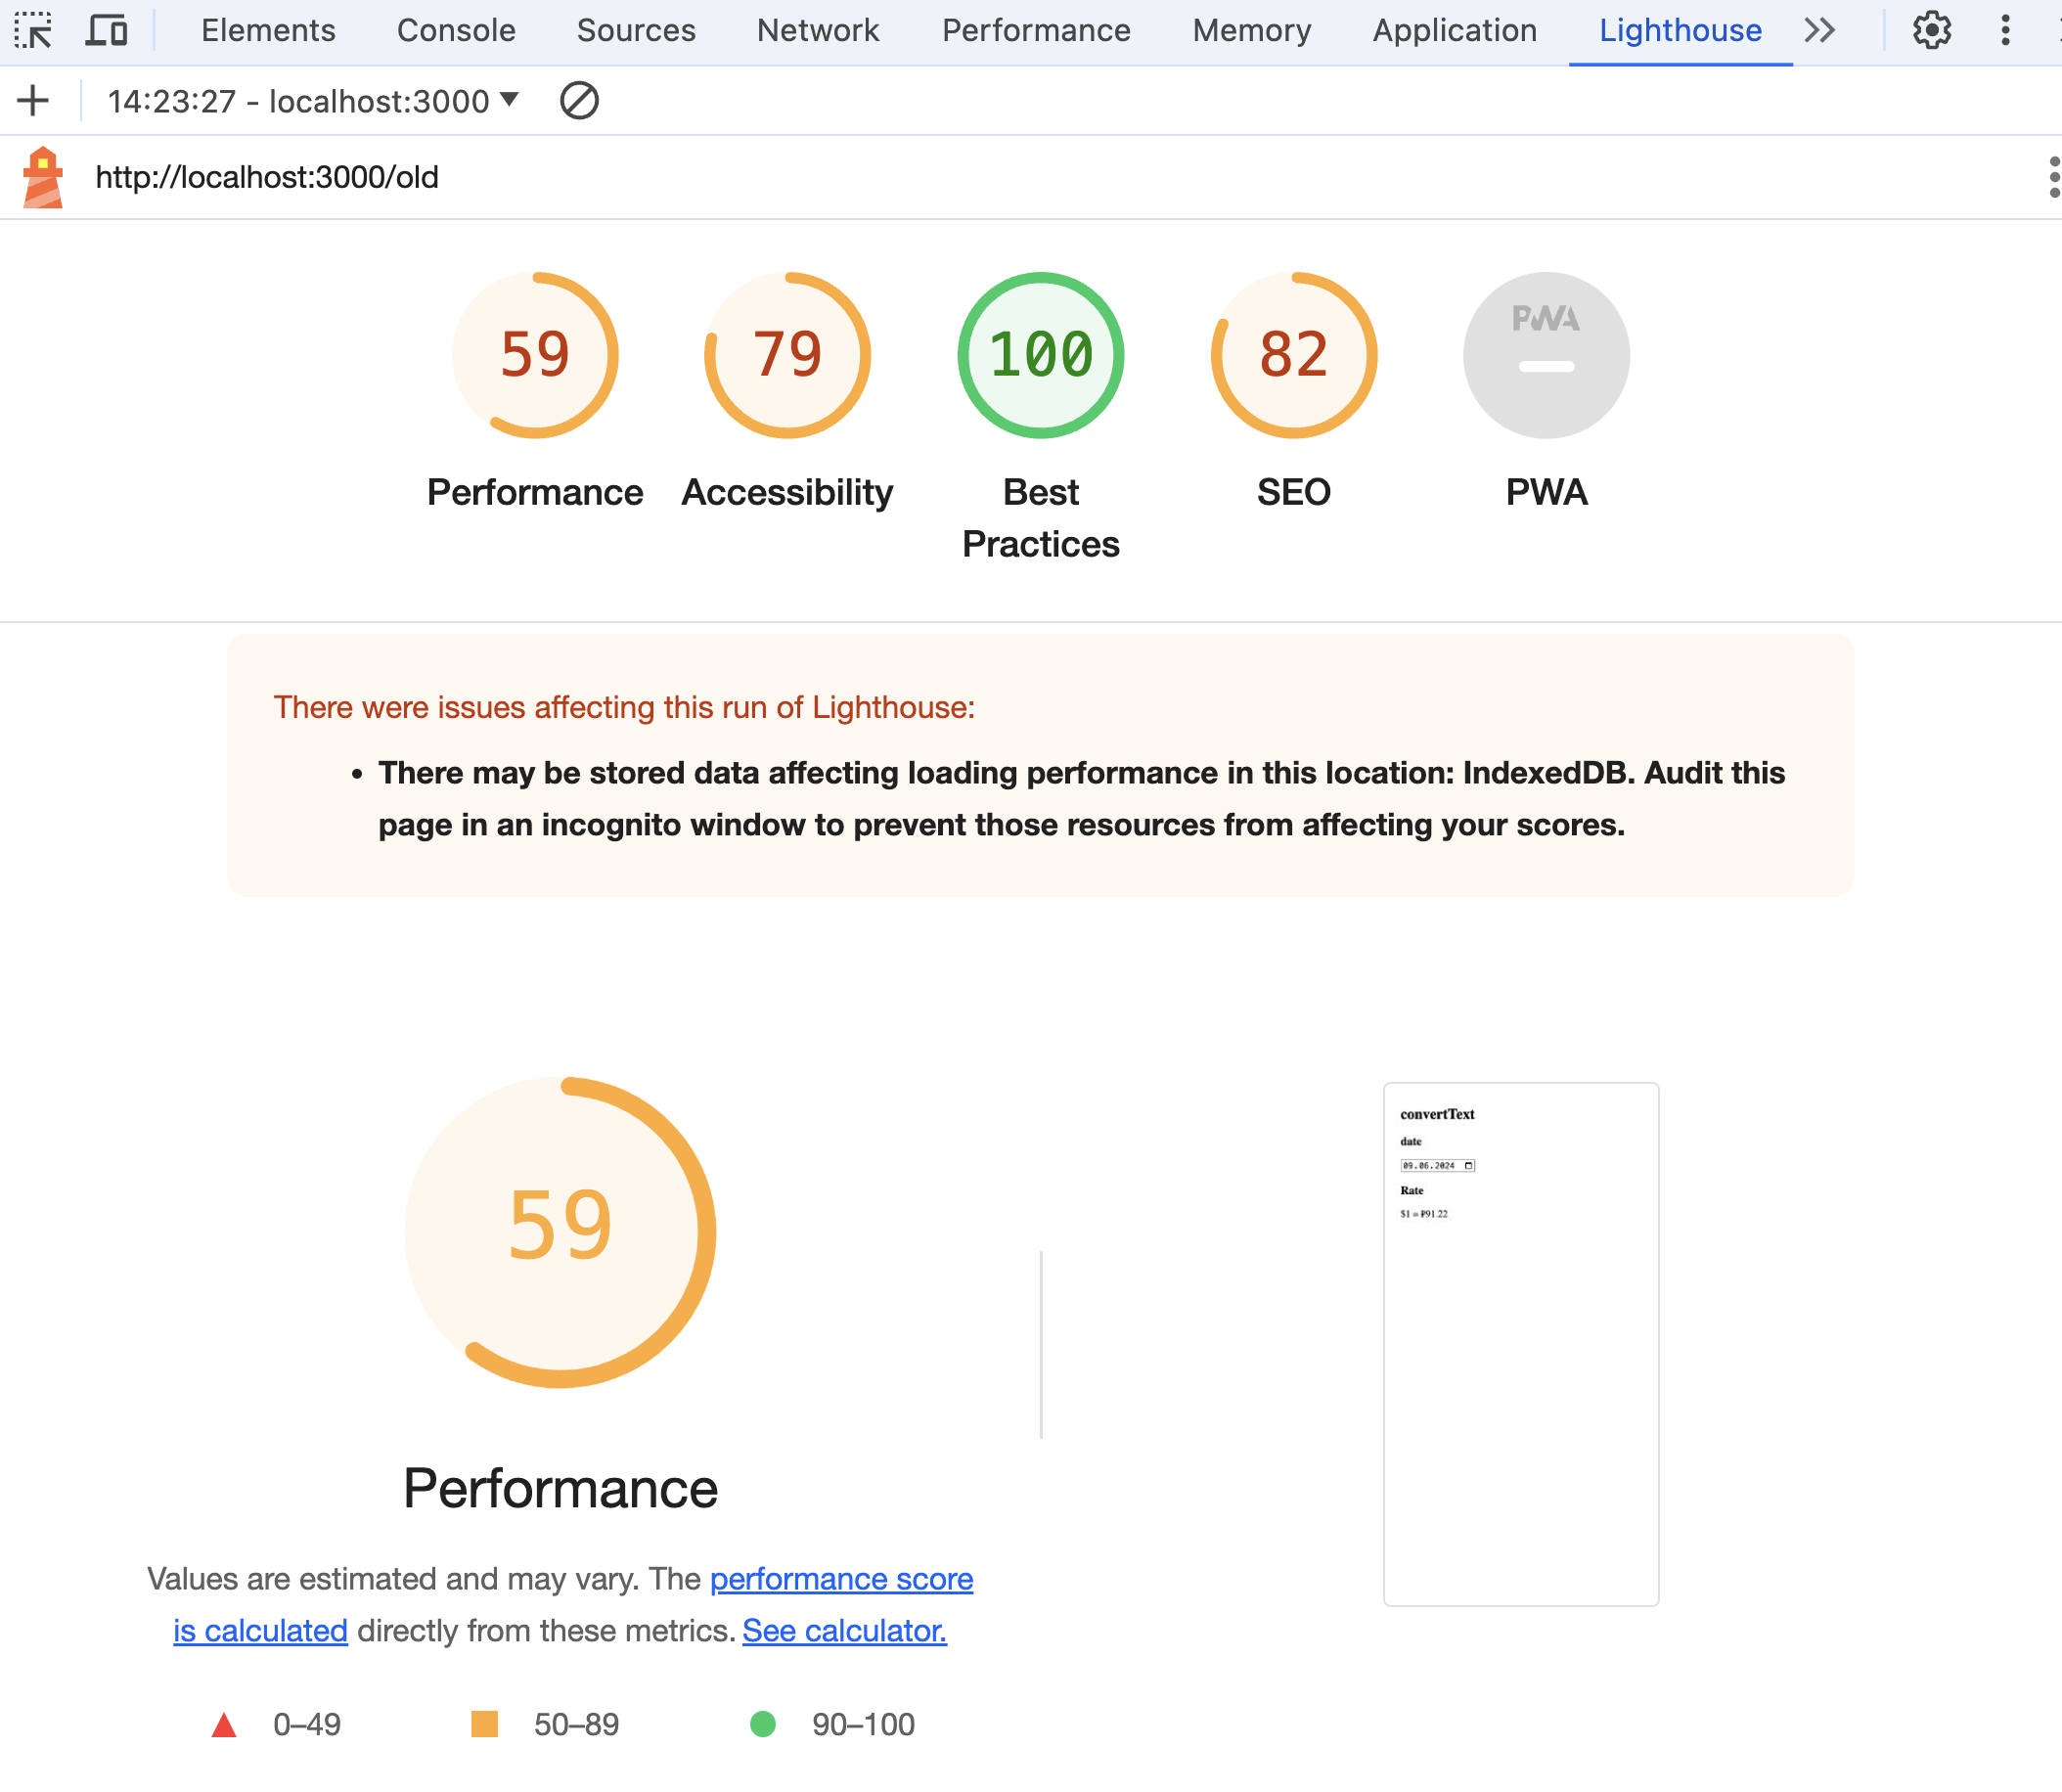 Elements Console Sources Network Performance Memory Application Lighthouse
14:23:27 - localhost:3000
http://localhost:3000/old
59 79 100 82 PWA
Performance Accessibility Best Practices SEO PWA
There were issues affecting this run of Lighthouse:
• There may be stored data affecting loading performance in this location: IndexedDB. Audit this
page in an incognito window to prevent those resources from affecting your scores.
59
Performance
Values are estimated and may vary. The performance score
is calculated directly from these metrics. See calculator.
0–49 50–89 90–100
convertText
date
09.06.2024
Rate
$1 = ₽91.22